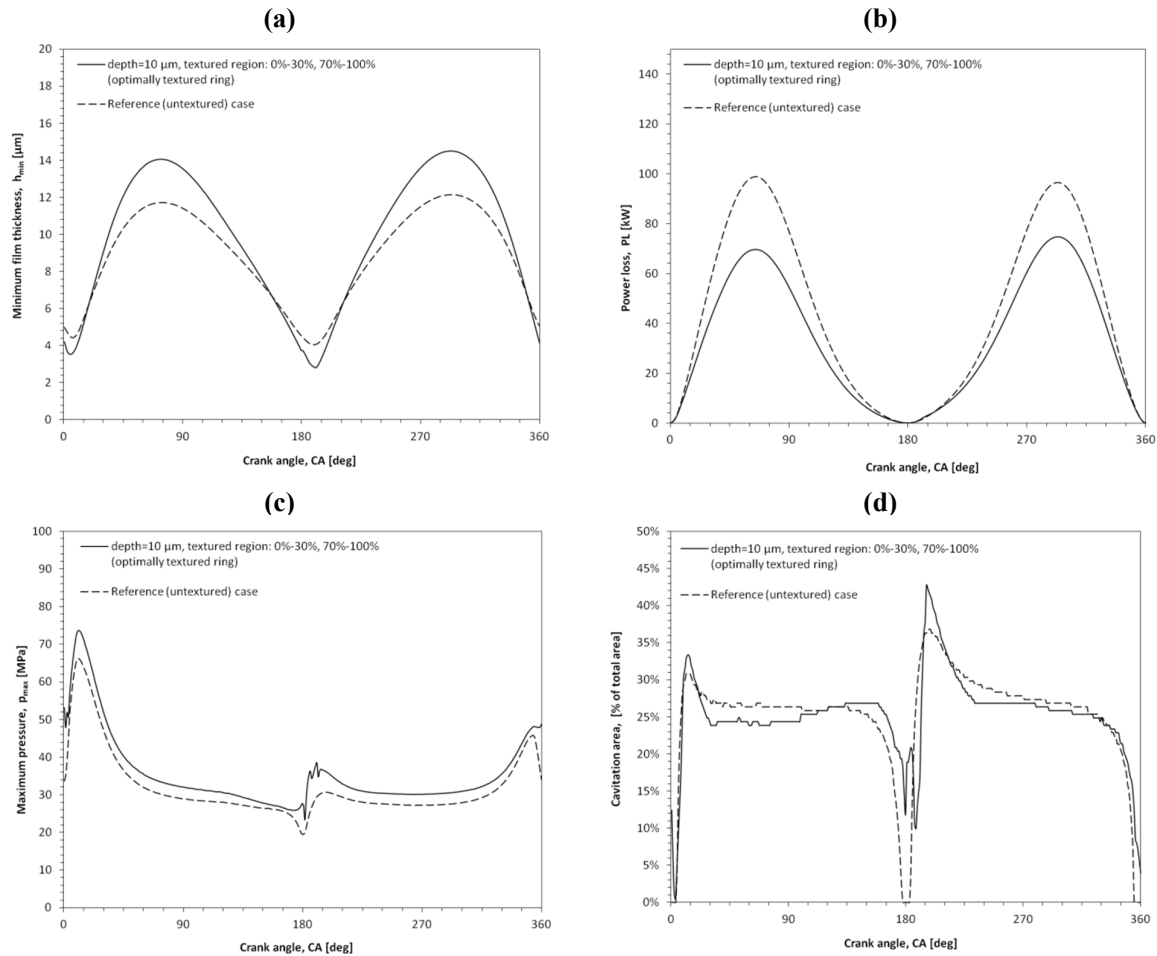 (a)
depth=10 μm, textured region: 0%-30%, 70%-100%
(optimally textured ring)
Reference (untextured) case
Minimum film thickness, hmin [μm]
20
18
16
14
12
10
8
6
4
2
0
0
90
180
270
360
Crank angle, CA [deg]
(b)
depth=10 μm, textured region: 0%-30%, 70%-100%
(optimally textured ring)
Reference (untextured) case
Power loss, PL [kW]
140
120
100
80
60
40
20
0
0
90
180
270
360
Crank angle, CA [deg]
(c)
depth=10 μm, textured region: 0%-30%, 70%-100%
(optimally textured ring)
Reference (untextured) case
Maximum pressure, pmax [MPa]
100
90
80
70
60
50
40
30
20
10
0
0
90
180
270
360
Crank angle, CA [deg]
(d)
depth=10 μm, textured region: 0%-30%, 70%-100%
(optimally textured ring)
Reference (untextured) case
Cavitation area, [% of total area]
50%
45%
40%
35%
30%
25%
20%
15%
10%
5%
0%
0
90
180
270
360
Crank angle, CA [deg]